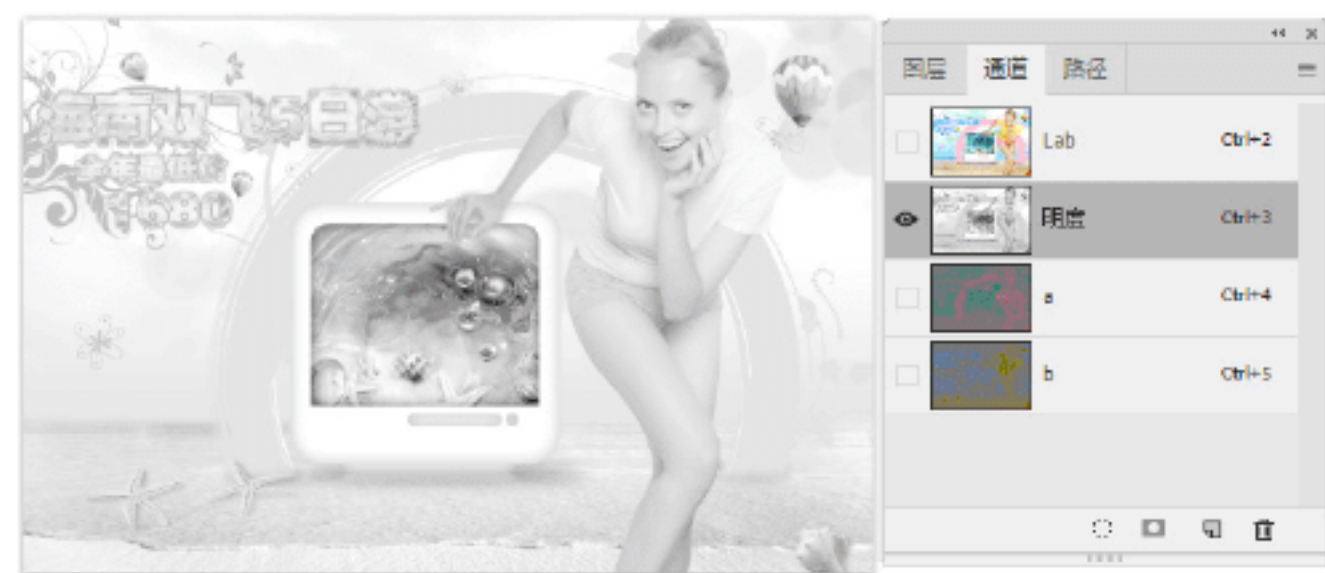 海南双飞5日游
全年最低价
1680
图层 通道 路径
Lab Ctrl+2
明度 Ctrl+3
a Ctrl+4
b Ctrl+5